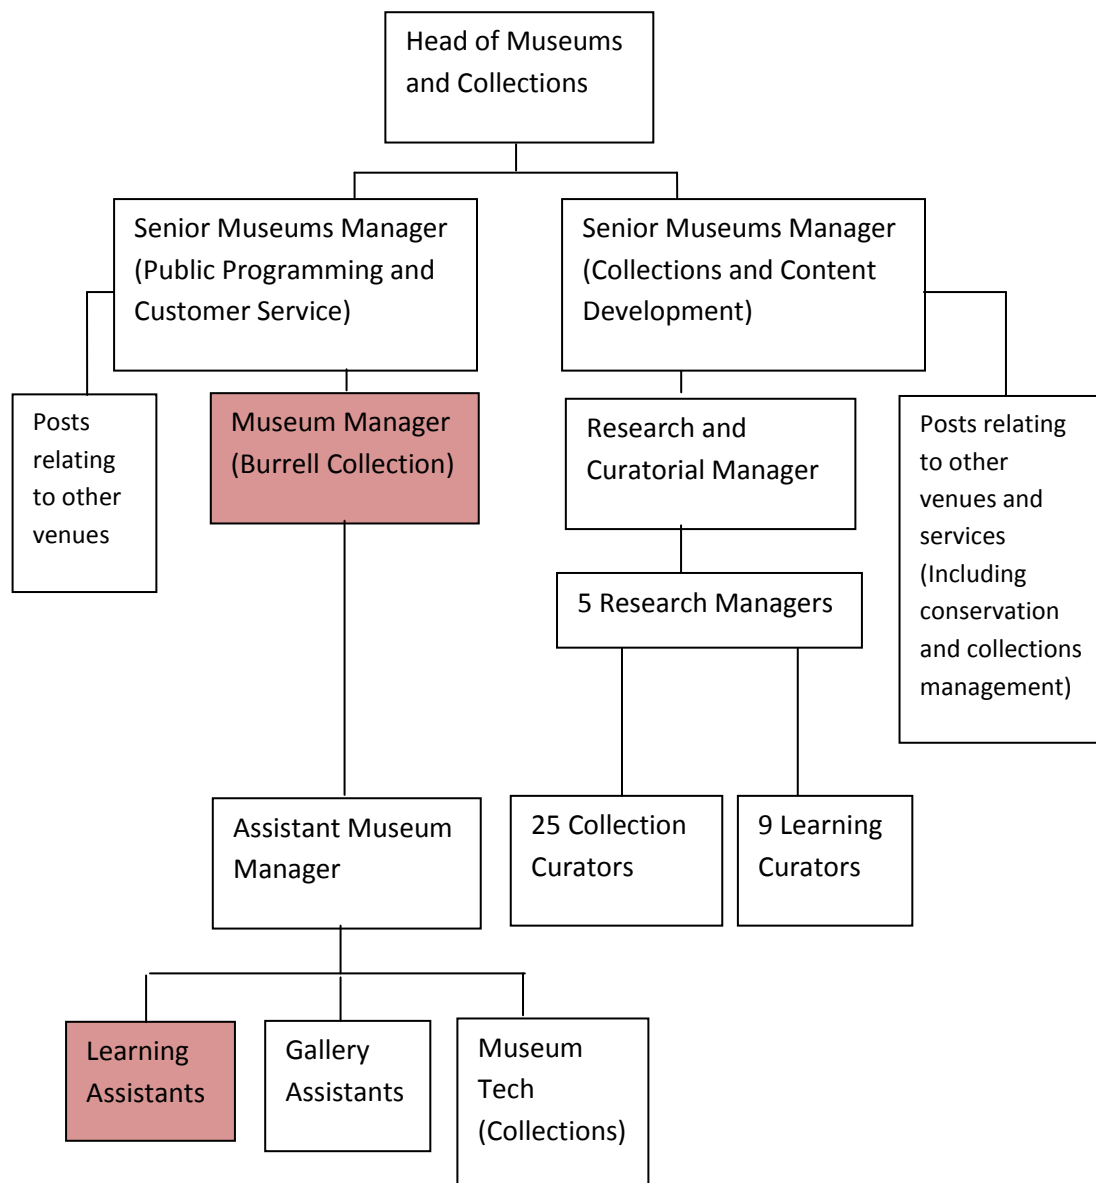 Head of Museums
and Collections
Senior Museums Manager
(Public Programming and
Customer Service)
Senior Museums Manager
(Collections and Content
Development)
Posts
relating
to other
venues
Museum Manager
(Burrell Collection)
Research and
Curatorial Manager
Posts relating
to other
venues and
services
(Including
conservation
and collections
management)
5 Research Managers
Assistant Museum
Manager
25 Collection
Curators
9 Learning
Curators
Learning
Assistants
Gallery
Assistants
Museum
Tech
(Collections)